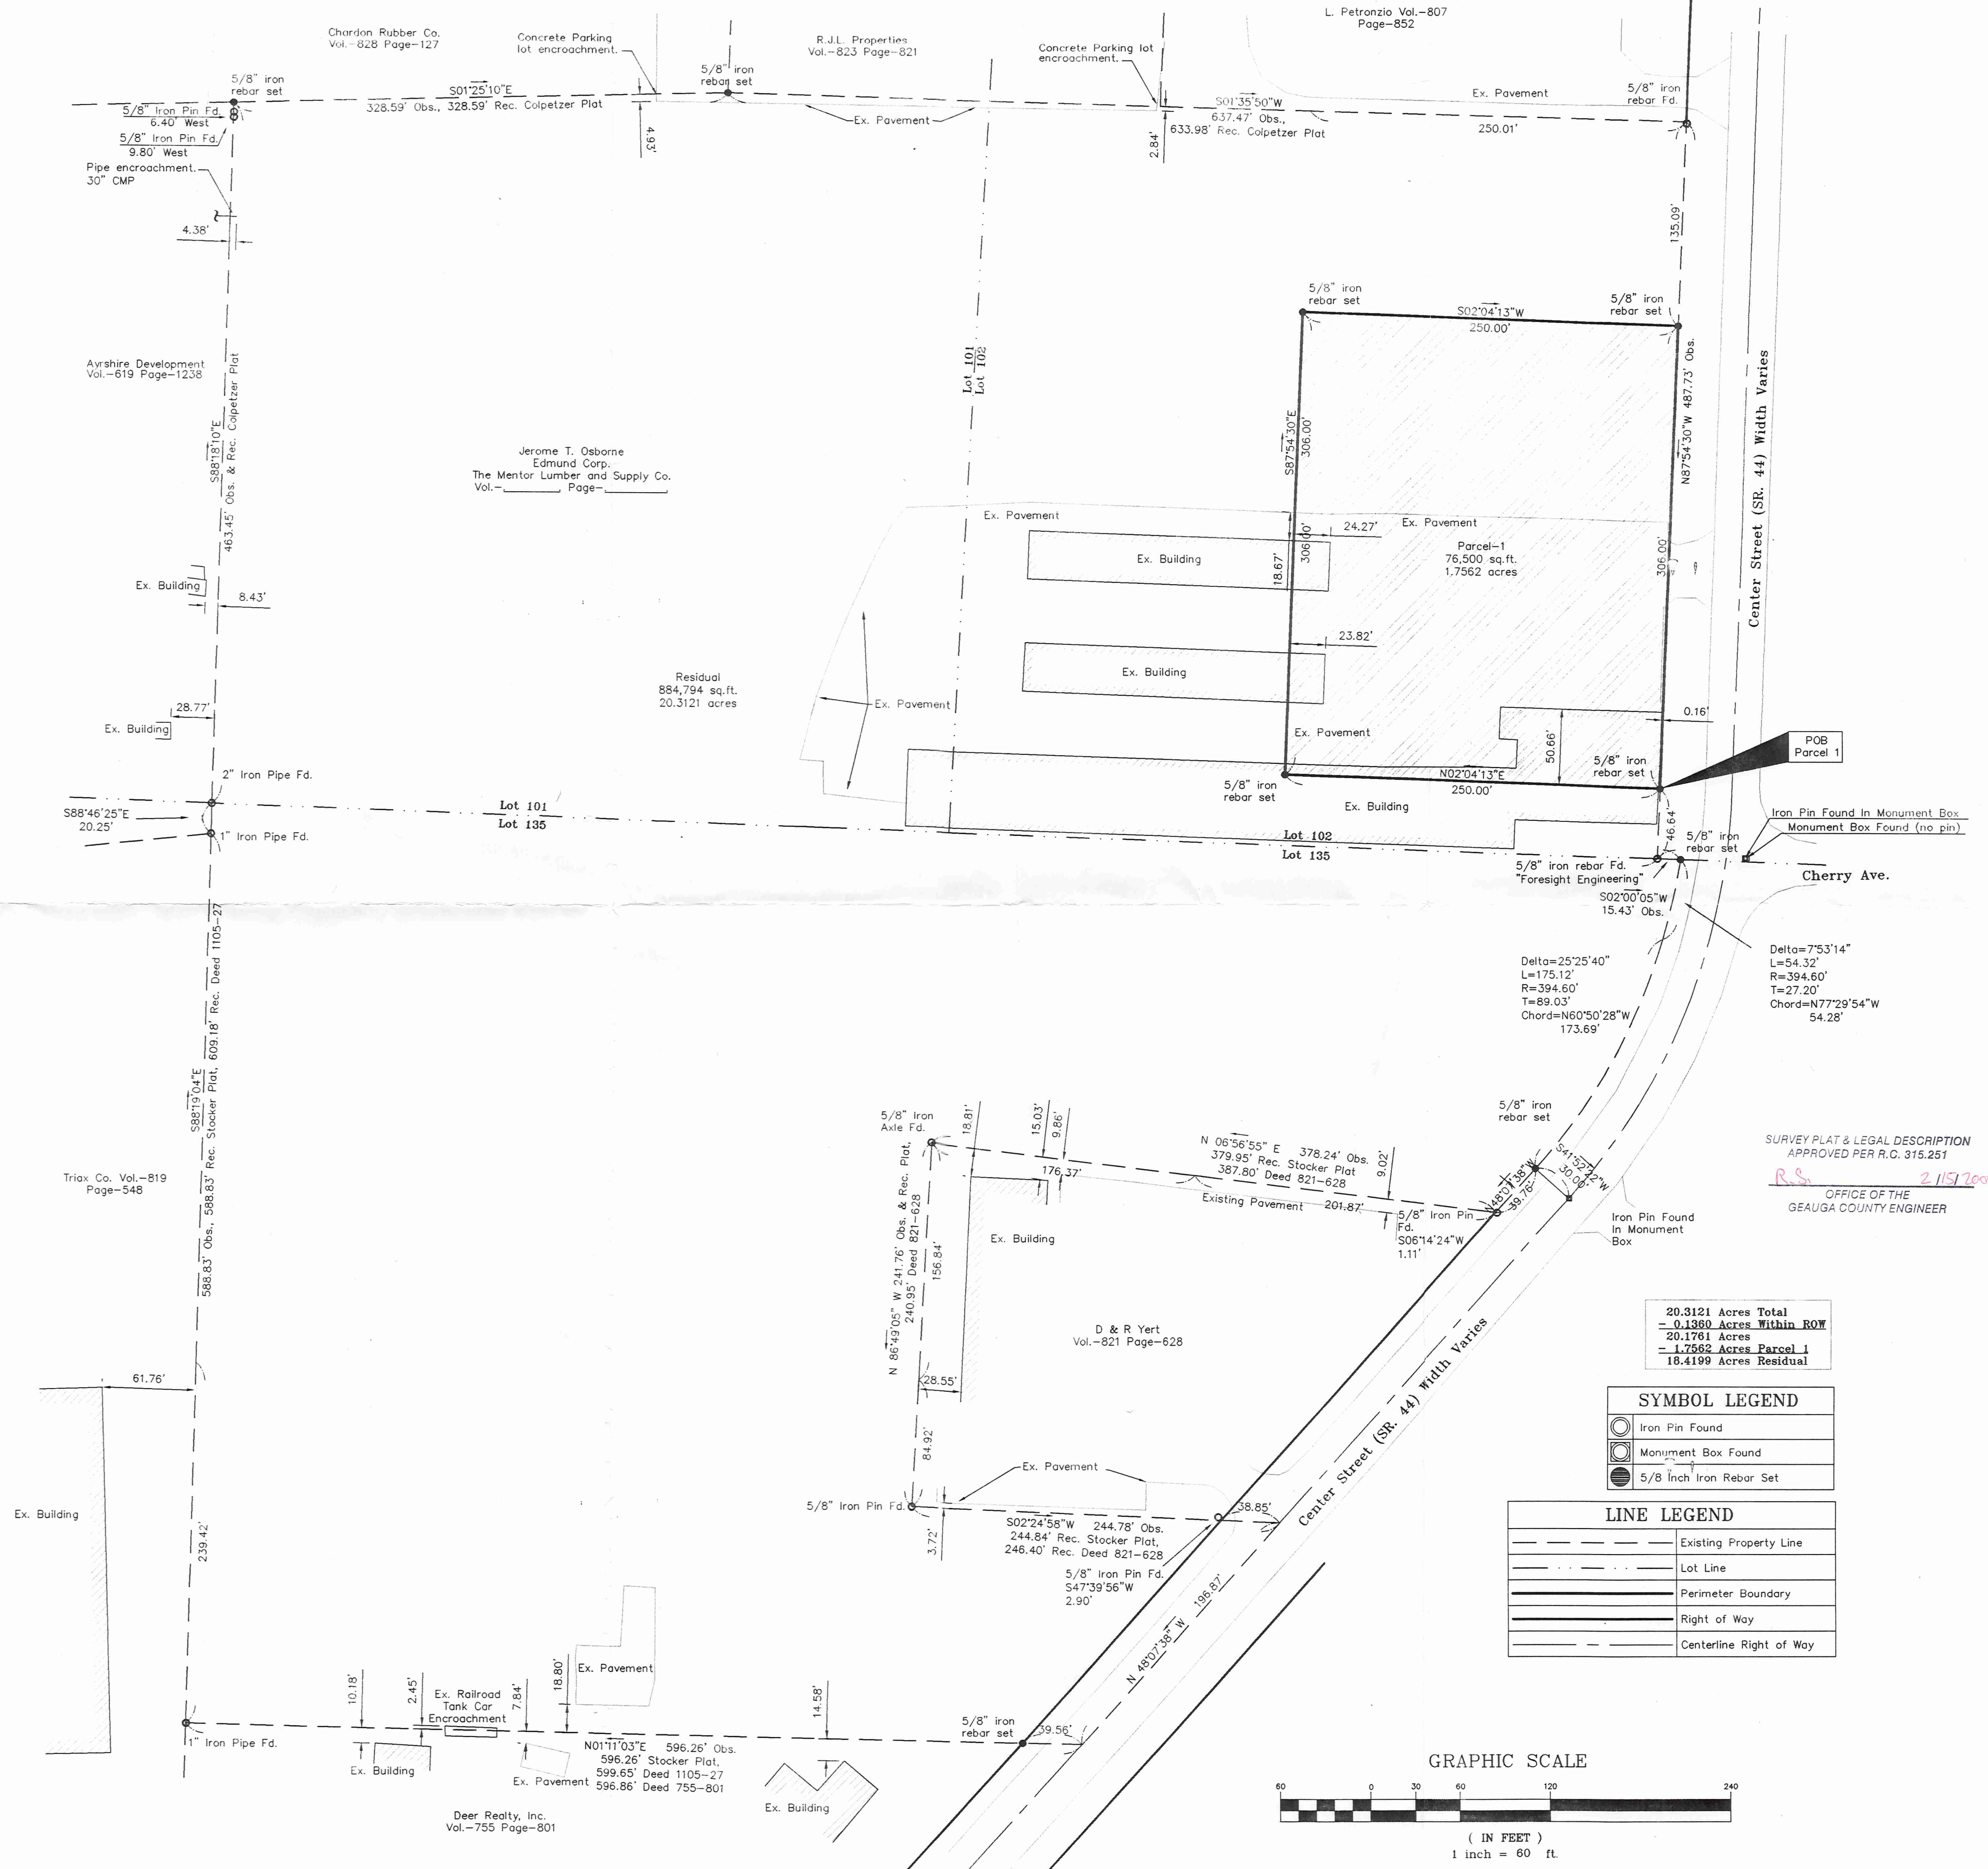 L. Petronzio Vol.-807
Page-852
Chardon Rubber Co.
Vol.-828 Page-127
Concrete Parking
lot encroachment.
R.J.L. Properties
Vol.-823 Page-821
Concrete Parking lot
encroachment.
5/8" iron
rebar set
5/8" iron
rebar set
5/8" iron
rebar Fd.
S01°25'10"E
328.59' Obs., 328.59' Rec. Colpetzer Plat
Ex. Pavement
S01°35'50"W
637.47' Obs.,
633.98' Rec. Colpetzer Plat
Ex. Pavement
250.01'
5/8" Iron Pin Fd.
6.40' West
5/8" Iron Pin Fd.
9.80' West
4.93'
2.84'
Pipe encroachment.
30" CMP
4.38'
135.09'
5/8" iron
rebar set
5/8" iron
rebar set
S02°04'13"W
250.00'
Ayrshire Development
Vol.-619 Page-1238
S88°18'10"E
463.45' Obs. & Rec. Colpetzer Plat
Lot 101
Lot 102
S87°54'30"E
306.00'
N87°54'30"W 487.73' Obs.
Center Street (SR. 44) Width Varies
Jerome T. Osborne
Edmund Corp.
The Mentor Lumber and Supply Co.
Vol.-________ Page-________
Ex. Pavement
Ex. Pavement
24.27'
18.67'
306.00'
306.00'
Ex. Building
Parcel-1
76,500 sq.ft.
1.7562 acres
Ex. Building
8.43'
23.82'
Ex. Building
Residual
884,794 sq.ft.
20.3121 acres
Ex. Pavement
28.77'
Ex. Building
Ex. Pavement
50.66'
0.16'
POB
Parcel 1
5/8" iron
rebar set
2" Iron Pipe Fd.
5/8" iron
rebar set
N02°04'13"E
250.00'
Ex. Building
S88°46'25"E
20.25'
Lot 101
Lot 135
1" Iron Pipe Fd.
Lot 102
Lot 135
46.64'
5/8" iron
rebar set
Iron Pin Found In Monument Box
Monument Box Found (no pin)
5/8" iron rebar Fd.
"Foresight Engineering"
Cherry Ave.
S02°00'05"W
15.43' Obs.
Delta=25°25'40"
L=175.12'
R=394.60'
T=89.03'
Chord=N60°50'28"W
173.69'
Delta=7°53'14"
L=54.32'
R=394.60'
T=27.20'
Chord=N77°29'54"W
54.28'
S88°19'04"E
588.83' Obs., 588.83' Rec. Stocker Plat, 609.18' Rec. Deed 1105-27
Triax Co. Vol.-819
Page-548
5/8" Iron
Axle Fd.
18.81'
15.03'
9.86'
176.37'
N 06°56'55" E 378.24' Obs.
379.95' Rec. Stocker Plat
387.80' Deed 821-628
9.02'
Existing Pavement
201.87'
5/8" iron
rebar set
N48°07'38"W
39.76'
S41°52'22"W
30.00'
5/8" Iron Pin
Fd.
S06°14'24"W
1.11'
Iron Pin Found
In Monument
Box
SURVEY PLAT & LEGAL DESCRIPTION
APPROVED PER R.C. 315.251
R.S. 2/15/200
OFFICE OF THE
GEAUGA COUNTY ENGINEER
N 86°49'05" W 241.76' Obs. & Rec. Plat,
240.95' Deed 821-628
156.84'
Ex. Building
D & R Yert
Vol.-821 Page-628
28.55'
84.92'
61.76'
Ex. Building
239.42'
Ex. Pavement
5/8" Iron Pin Fd.
3.72'
S02°24'58"W 244.78' Obs.
244.84' Rec. Stocker Plat,
246.40' Rec. Deed 821-628
38.85'
5/8" Iron Pin Fd.
S47°39'56"W
2.90'
Center Street (SR. 44) Width Varies
N 48°07'38" W 196.87'
20.3121 Acres Total
- 0.1360 Acres Within ROW
20.1761 Acres
- 1.7562 Acres Parcel 1
18.4199 Acres Residual
SYMBOL LEGEND
Iron Pin Found
Monument Box Found
5/8 Inch Iron Rebar Set
LINE LEGEND
Existing Property Line
Lot Line
Perimeter Boundary
Right of Way
Centerline Right of Way
1" Iron Pipe Fd.
10.18'
2.45'
Ex. Railroad
Tank Car
Encroachment
7.84'
18.80'
Ex. Pavement
14.58'
5/8" iron
rebar set
39.56'
Ex. Building
Ex. Pavement
N01°11'03"E 596.26' Obs.
596.26' Stocker Plat,
599.65' Deed 1105-27
596.86' Deed 755-801
Ex. Building
Deer Realty, Inc.
Vol.-755 Page-801
GRAPHIC SCALE
60 0 30 60 120 240
( IN FEET )
1 inch = 60 ft.